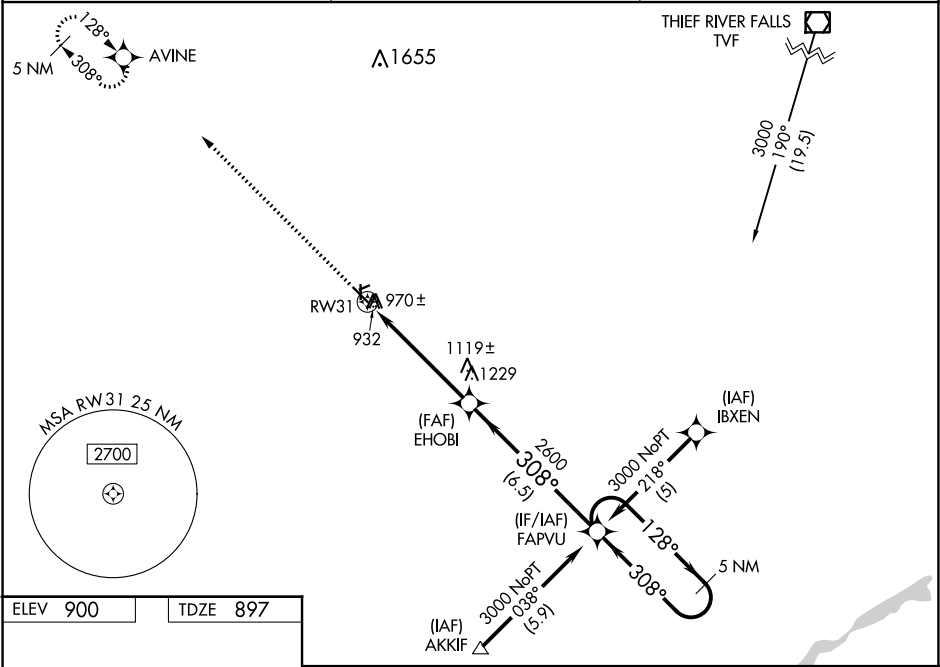 128°
308°
5 NM
AVINE
1655
THIEF RIVER FALLS
TVF
3000
190°
(19.5)
RW31
970±
932
1119±
1229
(FAF)
EHOBI
2600
308°
(6.5)
(IAF)
IBXEN
3000 NoPT
218°
(5)
(IF/IAF)
FAPVU
128°
308°
5 NM
3000 NoPT
038°
(5.9)
(IAF)
AKKIF
MSA RW31 25 NM
2700
ELEV 900
TDZE 897